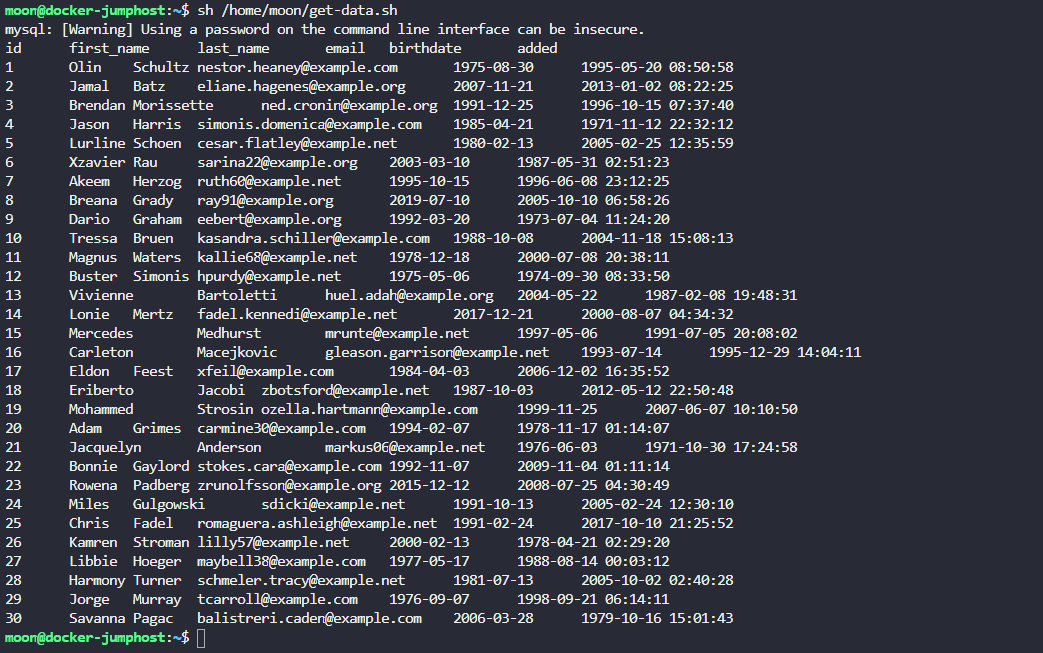 moon@docker-jumphost:~$ sh /home/moon/get-data.sh
mysql: [Warning] Using a password on the command line interface can be insecure.
id first_name last_name email birthdate added
1 Olin Schultz nestor.heaney@example.com 1975-08-30 1995-05-20 08:50:58
2 Jamal Batz eliane.hagenes@example.org 2007-11-21 2013-01-02 08:22:25
3 Brendan Morissette ned.cronin@example.org 1991-12-25 1996-10-15 07:37:40
4 Jason Harris simonis.domenica@example.com 1985-04-21 1971-11-12 22:32:12
5 Lurline Schoen cesar.flatley@example.net 1980-02-13 2005-02-25 12:35:59
6 Xzavier Rau sarina22@example.org 2003-03-10 1987-05-31 02:51:23
7 Akeem Herzog ruth60@example.net 1995-10-15 1996-06-08 23:12:25
8 Breana Grady ray91@example.org 2019-07-10 2005-10-10 06:58:26
9 Dario Graham eebert@example.org 1992-03-20 1973-07-04 11:24:20
10 Tressa Bruen kasandra.schiller@example.com 1988-10-08 2004-11-18 15:08:13
11 Magnus Waters kallie68@example.net 1978-12-18 2000-07-08 20:38:11
12 Buster Simonis hpurdy@example.net 1975-05-06 1974-09-30 08:33:50
13 Vivienne Bartoletti huel.adah@example.org 2004-05-22 1987-02-08 19:48:31
14 Lonie Mertz fadel.kennedi@example.net 2017-12-21 2000-08-07 04:34:32
15 Mercedes Medhurst mrunte@example.net 1997-05-06 1991-07-05 20:08:02
16 Carleton Macejkovic gleason.garrison@example.net 1993-07-14 1995-12-29 14:04:11
17 Eldon Feest xfeil@example.com 1984-04-03 2006-12-02 16:35:52
18 Eriberto Jacobi zbotsford@example.net 1987-10-03 2012-05-12 22:50:48
19 Mohammed Strosin ozella.hartmann@example.com 1999-11-25 2007-06-07 10:10:50
20 Adam Grimes carmine30@example.com 1994-02-07 1978-11-17 01:14:07
21 Jacquelyn Anderson markus06@example.net 1976-06-03 1971-10-30 17:24:58
22 Bonnie Gaylord stokes.cara@example.com 1992-11-07 2009-11-04 01:11:14
23 Rowena Padberg zrunolfsson@example.org 2015-12-12 2008-07-25 04:30:49
24 Miles Gulgowski sdicki@example.net 1991-10-13 2005-02-24 12:30:10
25 Chris Fadel romaguera.ashleigh@example.net 1991-02-24 2017-10-10 21:25:52
26 Kamren Stroman lilly57@example.net 2000-02-13 1978-04-21 02:29:20
27 Libbie Hoeger maybell38@example.com 1977-05-17 1988-08-14 00:03:12
28 Harmony Turner schmeler.tracy@example.net 1981-07-13 2005-10-02 02:40:28
29 Jorge Murray tcarroll@example.com 1976-09-07 1998-09-21 06:14:11
30 Savanna Pagac balistreri.caden@example.com 2006-03-28 1979-10-16 15:01:43
moon@docker-jumphost:~$